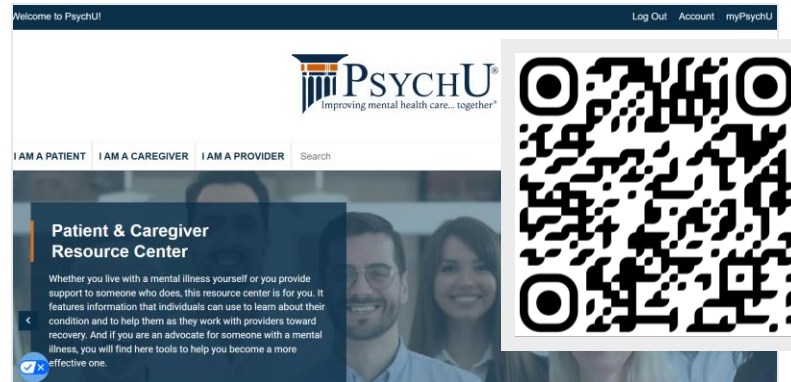 Welcome to PsychU!
Log Out Account myPsychU
PSYCHU®
Improving mental health care... together®
I AM A PATIENT I AM A CAREGIVER I AM A PROVIDER Search
Patient & Caregiver
Resource Center
Whether you live with a mental illness yourself or you provide
support to someone who does, this resource center is for you. It
features information that individuals can use to learn about their
condition and to help them as they work with providers toward
recovery. And if you are an advocate for someone with a mental
illness, you will find here tools to help you become a more
effective one.